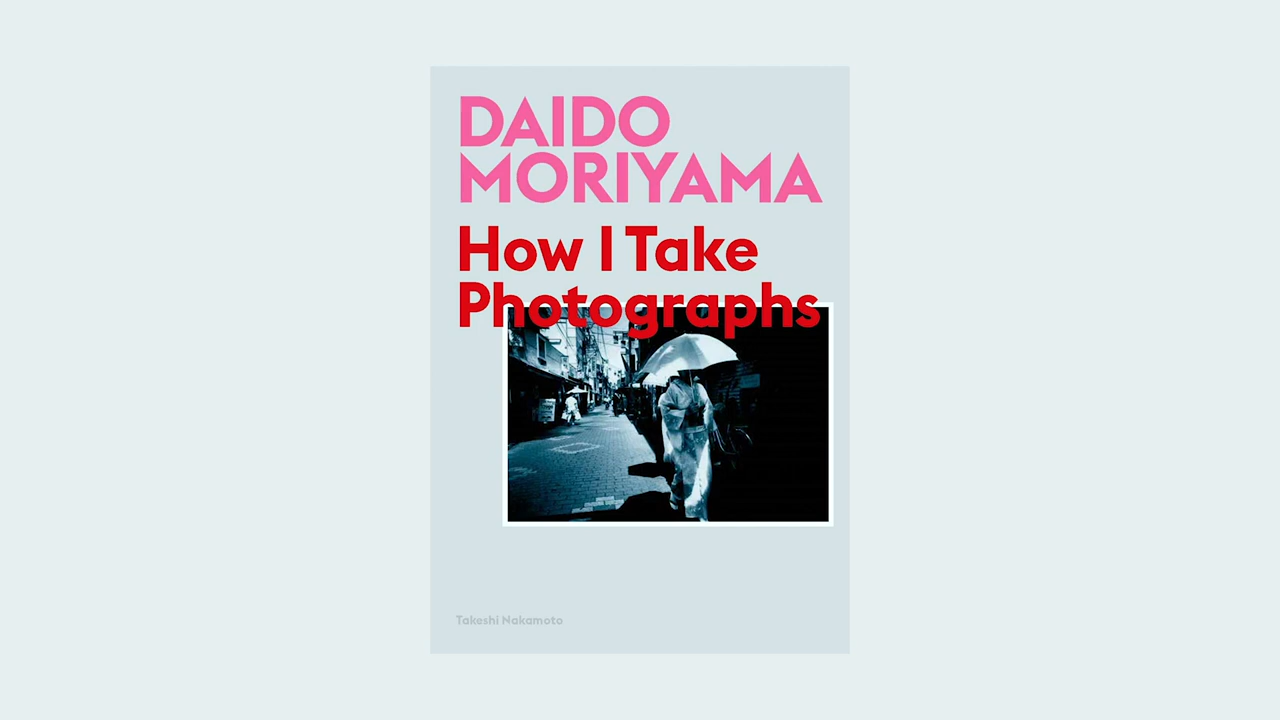 DAIDO
MORIYAMA
How I Take
Photographs
Takeshi Nakamoto